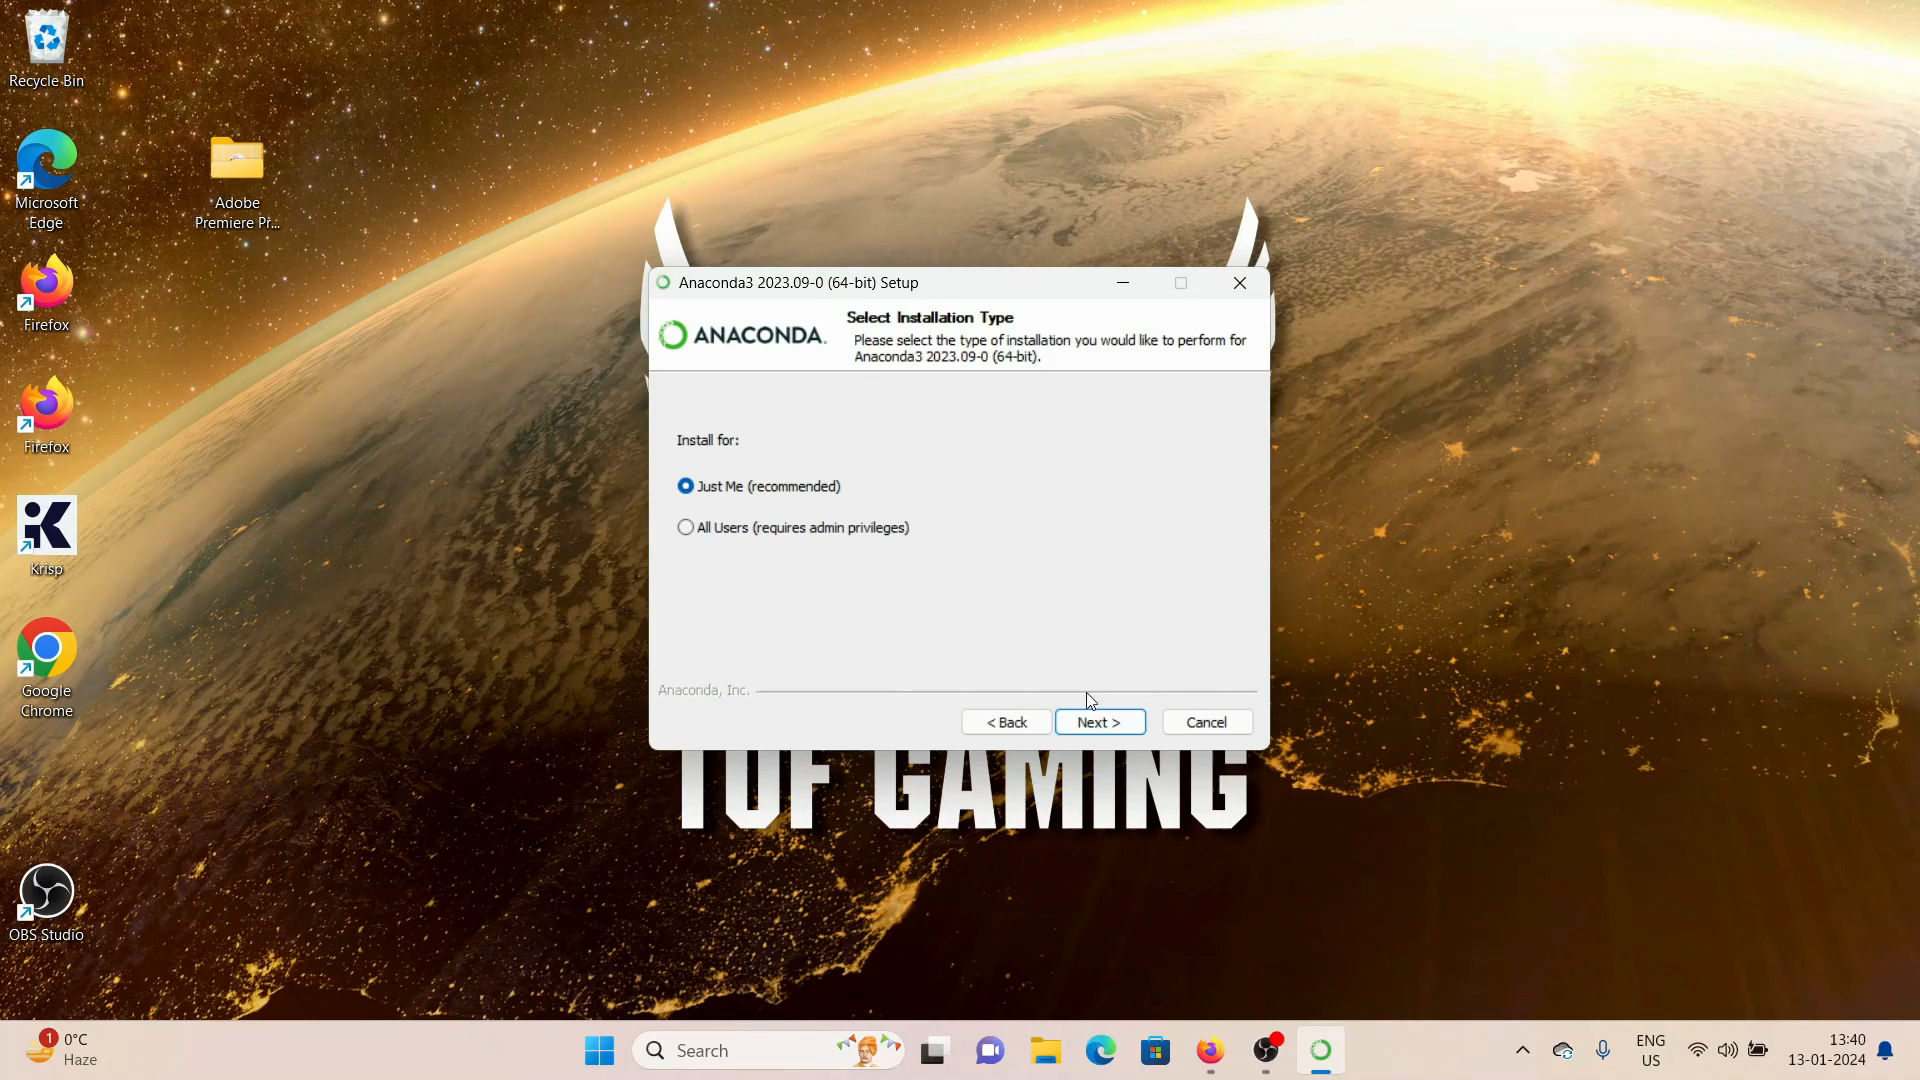 Recycle Bin
Microsoft
Edge
Adobe
Premiere Pr...
Firefox
Firefox
Krisp
Google
Chrome
OBS Studio
Anaconda3 2023.09-0 (64-bit) Setup
ANACONDA.
Select Installation Type
Please select the type of installation you would like to perform for
Anaconda3 2023.09-0 (64-bit).
Install for:
Just Me (recommended)
All Users (requires admin privileges)
Anaconda, Inc.
< Back
Next >
Cancel
TUF GAMING
1
0°C
Haze
Search
ENG
US
13:40
13-01-2024